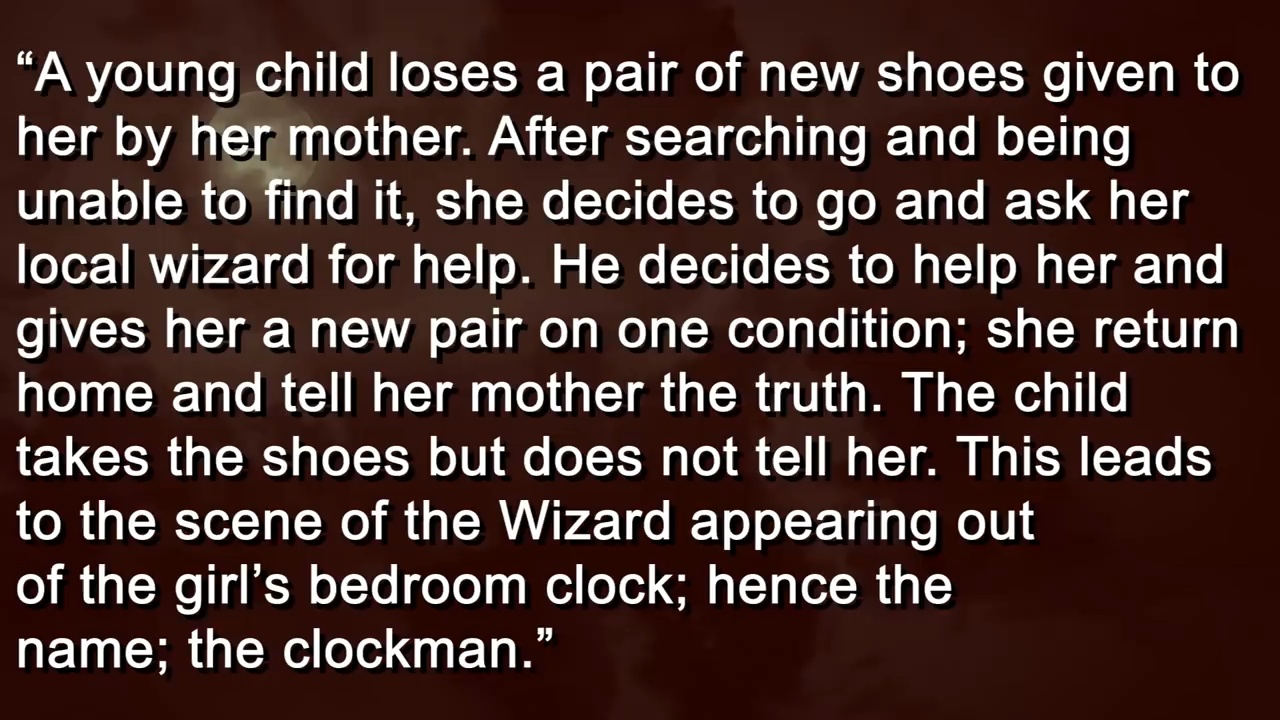 “A young child loses a pair of new shoes given to
her by her mother. After searching and being
unable to find it, she decides to go and ask her
local wizard for help. He decides to help her and
gives her a new pair on one condition; she return
home and tell her mother the truth. The child
takes the shoes but does not tell her. This leads
to the scene of the Wizard appearing out
of the girl’s bedroom clock; hence the
name; the clockman.”